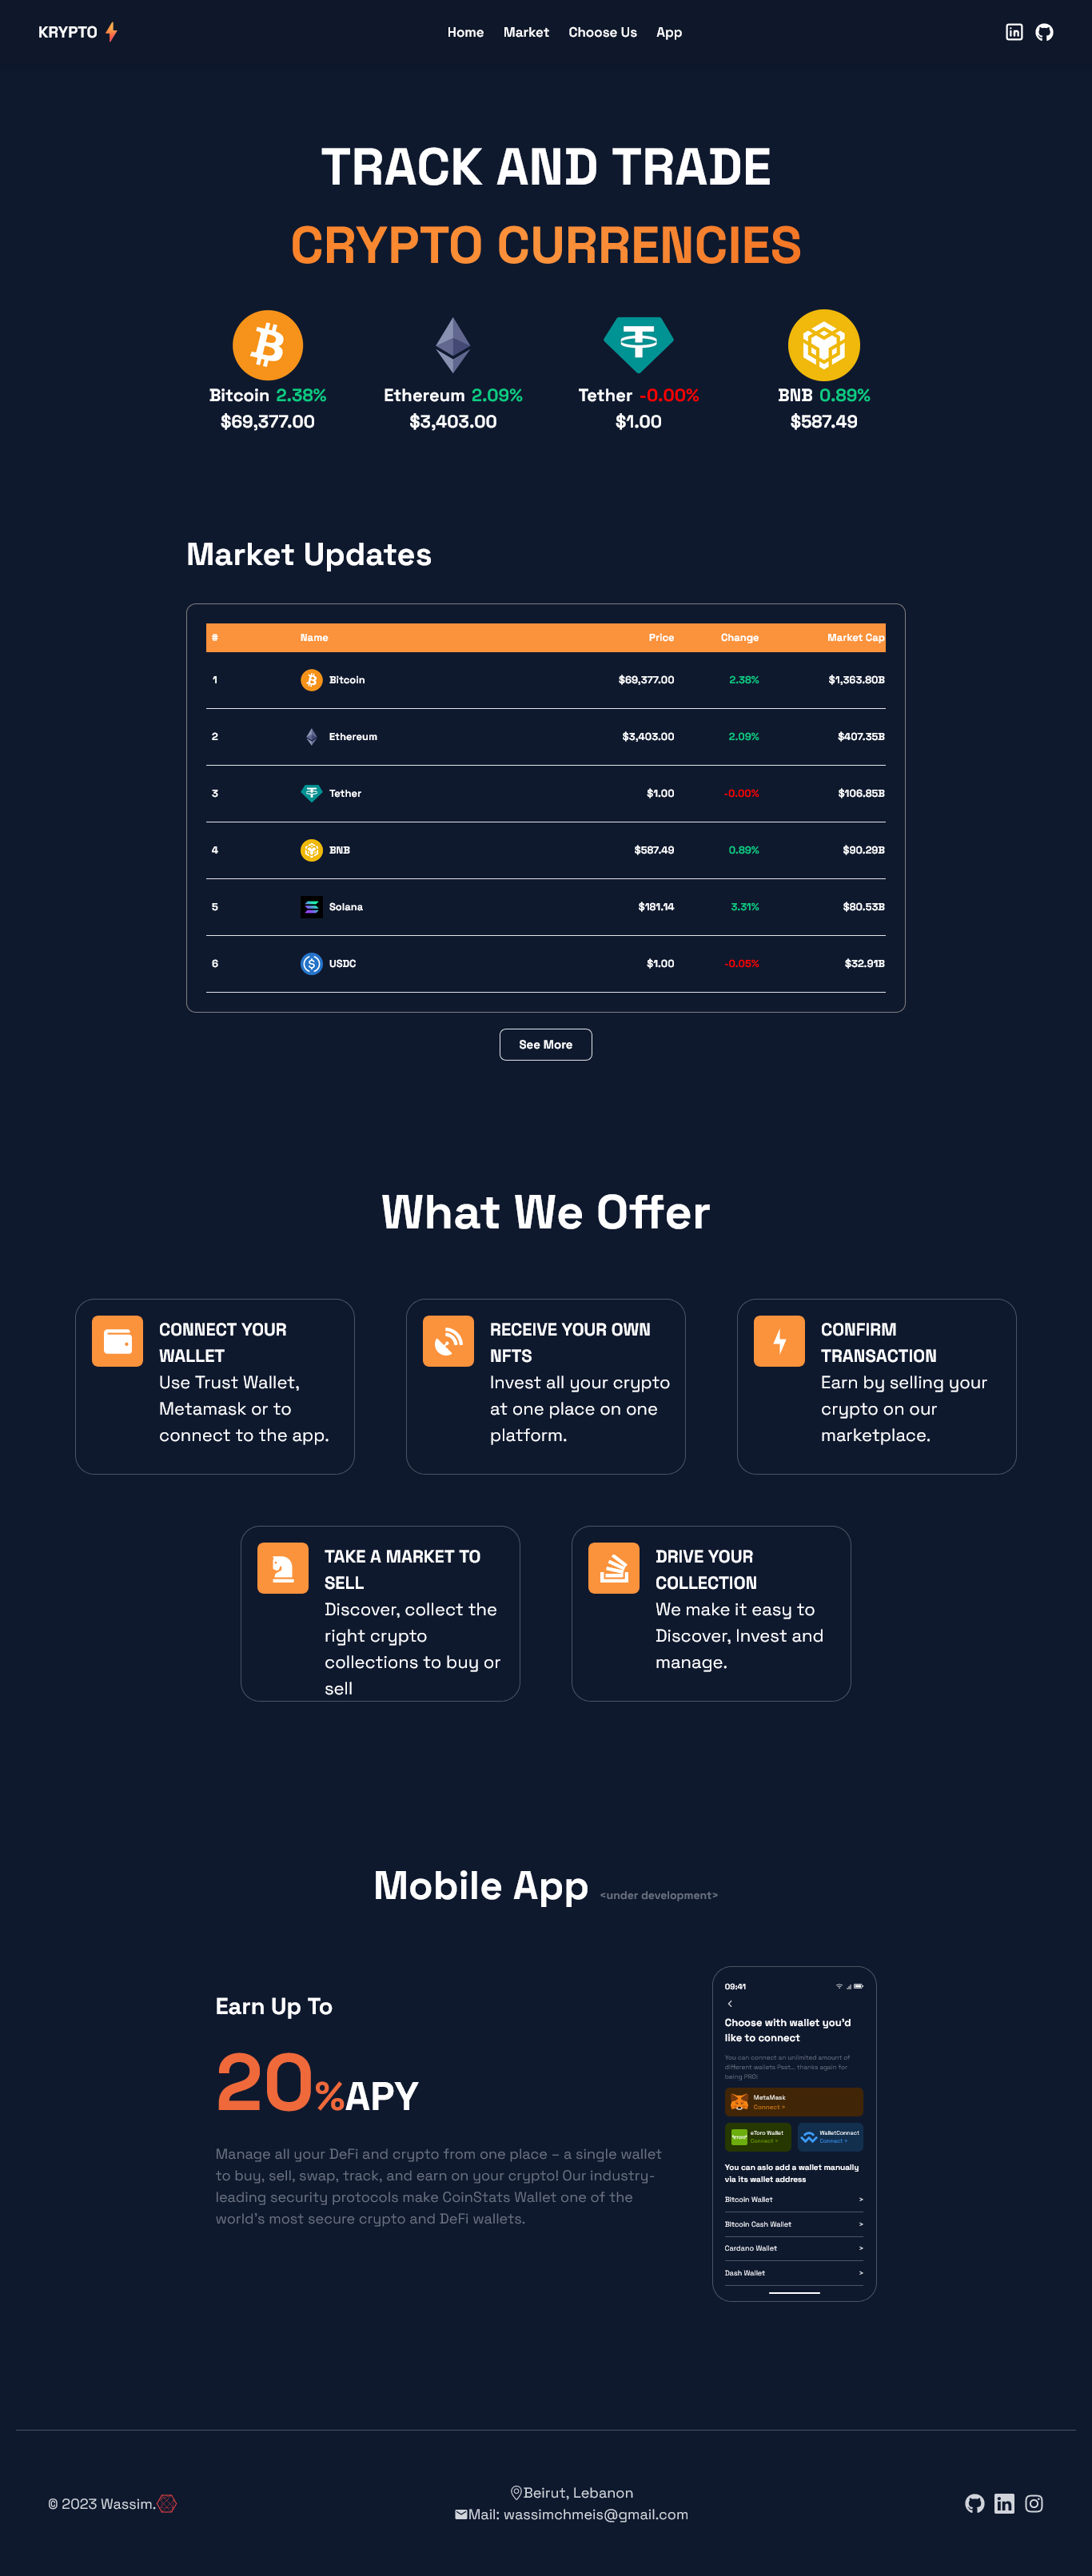 KRYPTO
Home Market Choose Us App
TRACK AND TRADE
CRYPTO CURRENCIES
Bitcoin 2.38%
$69,377.00
Ethereum 2.09%
$3,403.00
Tether -0.00%
$1.00
BNB 0.89%
$587.49
Market Updates
# Name Price Change Market Cap
1 Bitcoin $69,377.00 2.38% $1,363.80B
2 Ethereum $3,403.00 2.09% $407.35B
3 Tether $1.00 -0.00% $106.85B
4 BNB $587.49 0.89% $90.29B
5 Solana $181.14 3.31% $80.53B
6 USDC $1.00 -0.05% $32.91B
See More
What We Offer
CONNECT YOUR
WALLET
Use Trust Wallet,
Metamask or to
connect to the app.
RECEIVE YOUR OWN
NFTS
Invest all your crypto
at one place on one
platform.
CONFIRM
TRANSACTION
Earn by selling your
crypto on our
marketplace.
TAKE A MARKET TO
SELL
Discover, collect the
right crypto
collections to buy or
sell
DRIVE YOUR
COLLECTION
We make it easy to
Discover, Invest and
manage.
Mobile App <under development>
Earn Up To
20%APY
Manage all your DeFi and crypto from one place – a single wallet
to buy, sell, swap, track, and earn on your crypto! Our industry-
leading security protocols make CoinStats Wallet one of the
world's most secure crypto and DeFi wallets.
09:41
Choose with wallet you'd
like to connect
You can connect an unlimited amount of
different wallets Psst... thanks again for
being PRO!
MetaMask
Connect >
eToro Wallet
Connect >
WalletConnect
Connect >
You can aslo add a wallet manually
via its wallet address
Bitcoin Wallet >
Bitcoin Cash Wallet >
Cardano Wallet >
Dash Wallet >
© 2023 Wassim.
Beirut, Lebanon
Mail: wassimchmeis@gmail.com